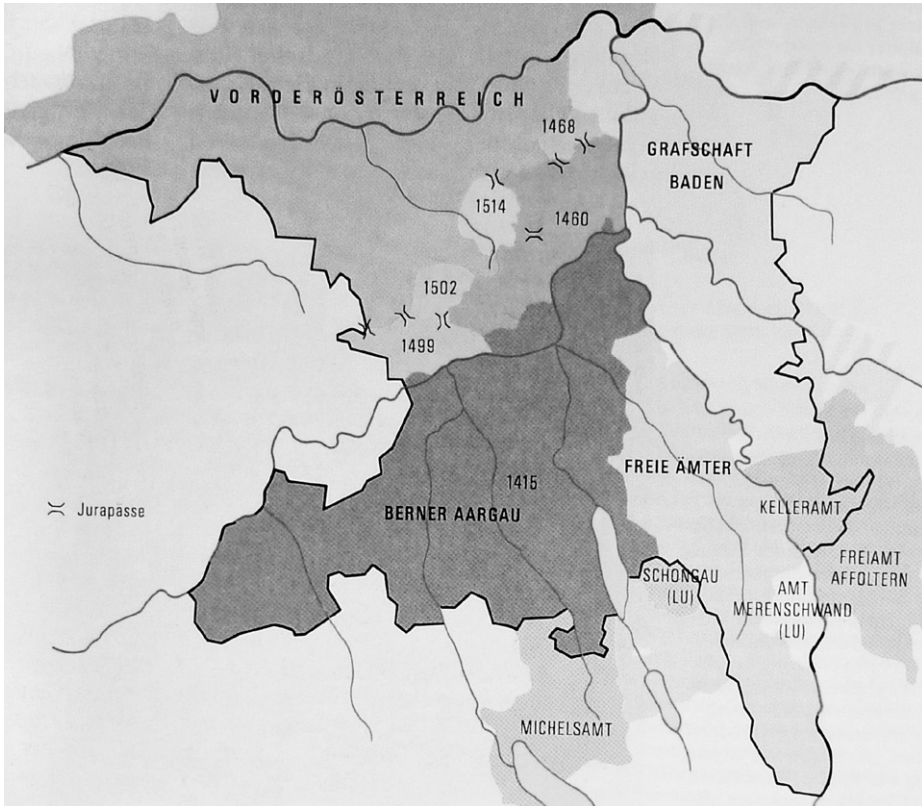 VORDERÖSTERREICH
1468
GRAFSCHAFT
BADEN
1514
1460
1502
1499
1415
BERNER AARGAU
FREIE ÄMTER
Jurapässe
KELLERAMT
FREIAMT
AFFOLTERN
SCHONGAU
(LU)
AMT
MERENSCHWAND
(LU)
MICHELSAMT